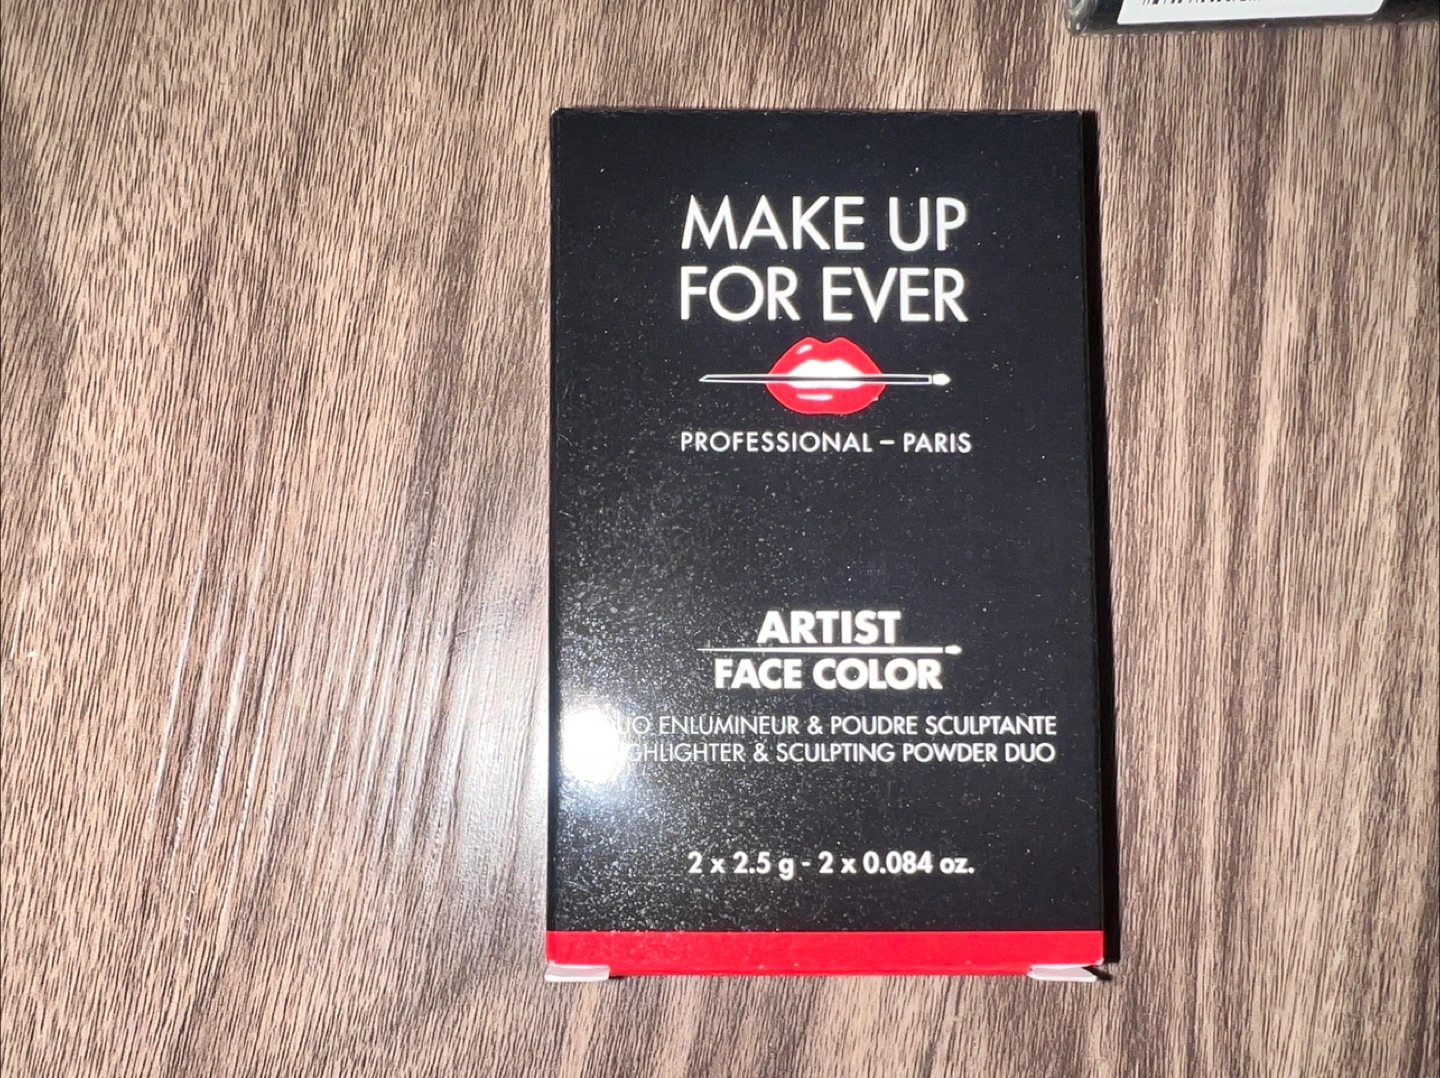 MAKE UP
FOR EVER
PROFESSIONAL – PARIS
ARTIST
FACE COLOR
ENLUMINEUR & POUDRE SCULPTANTE
& SCULPTING POWDER DUO
2 x 2.5 g - 2 x 0.084 oz.